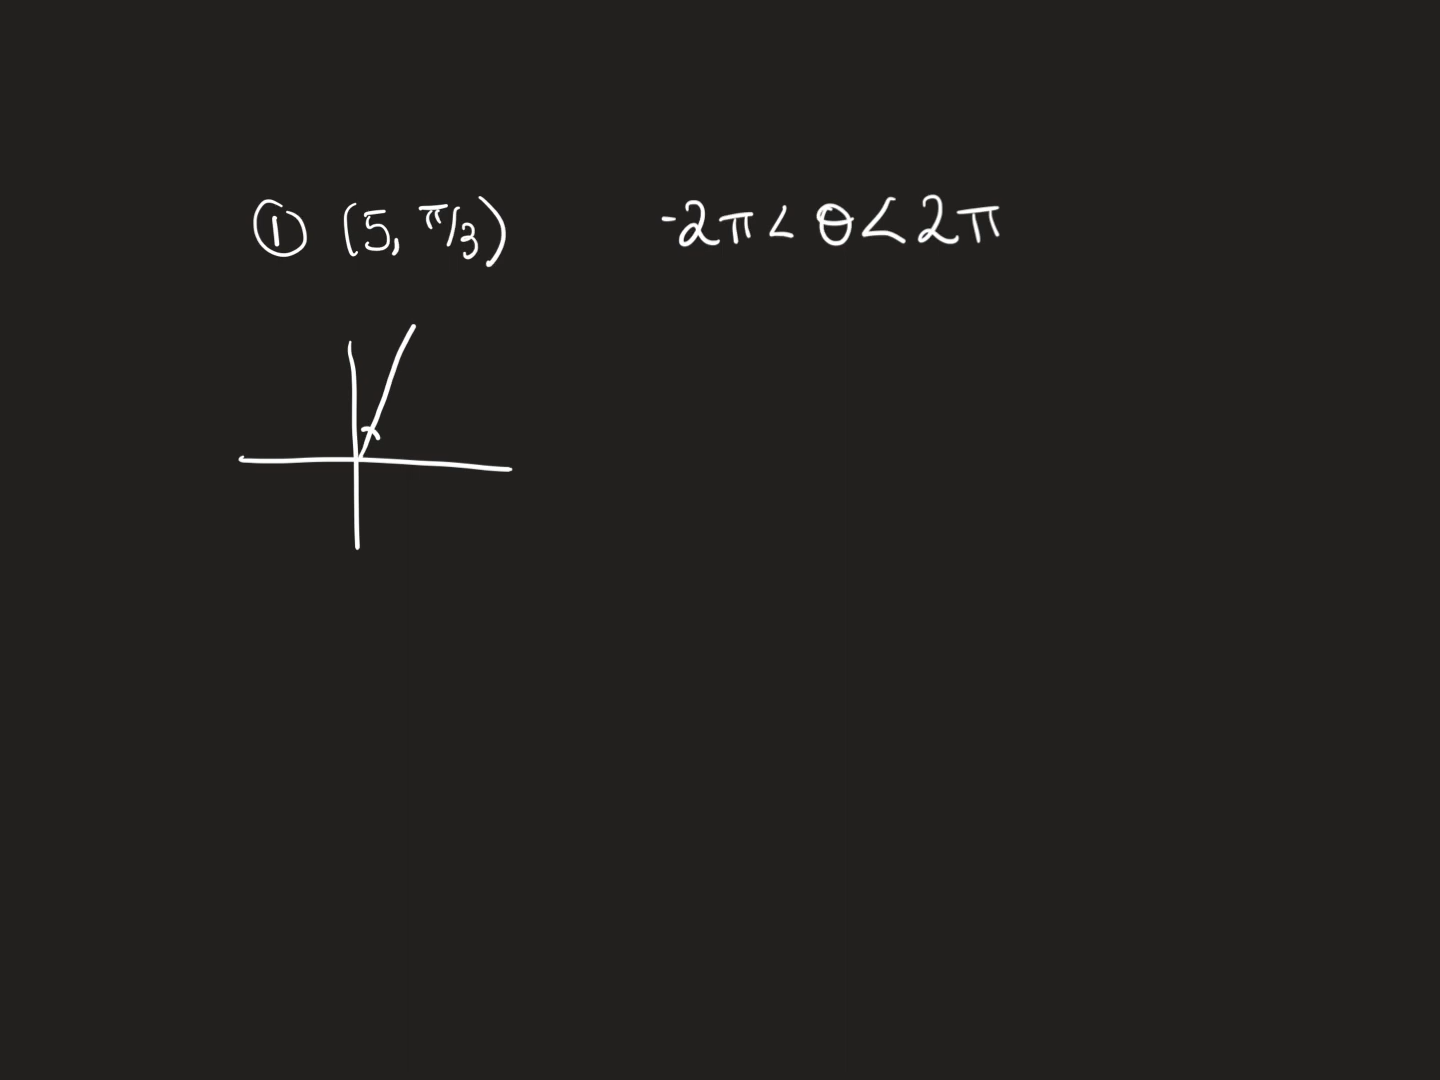 ① (5, π/3) -2π < θ < 2π